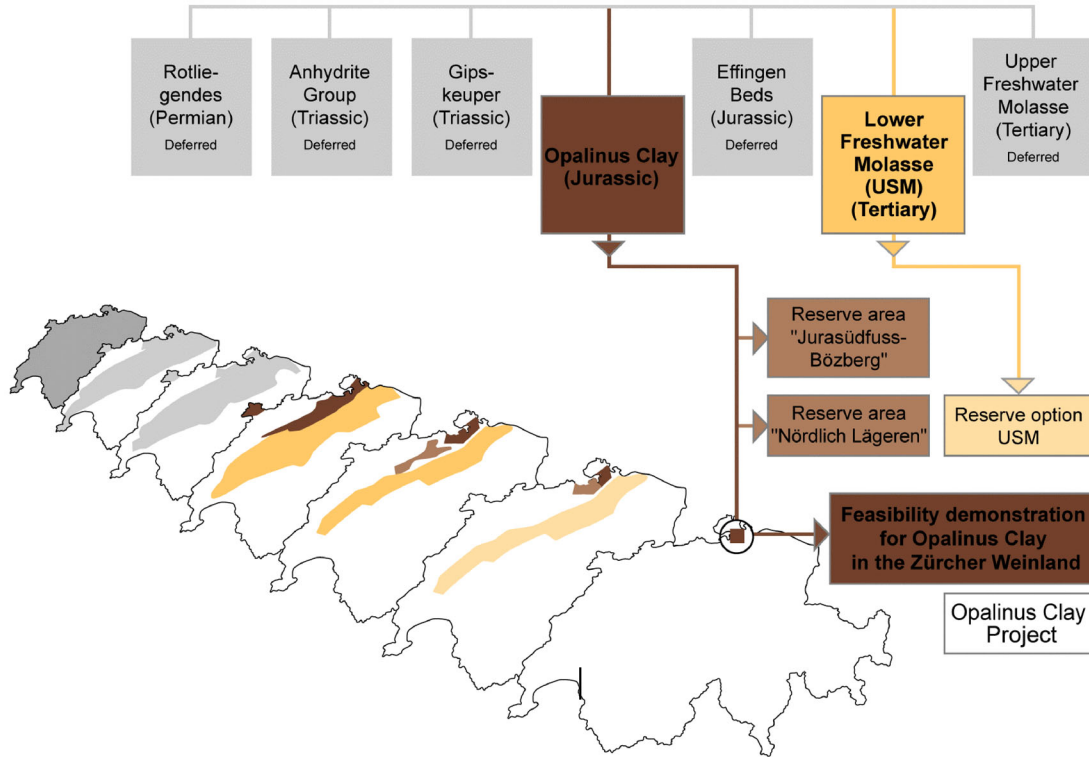 Rotlie-
gendes
(Permian)
Deferred
Anhydrite
Group
(Triassic)
Deferred
Gips-
keuper
(Triassic)
Deferred
Opalinus Clay
(Jurassic)
Effingen
Beds
(Jurassic)
Deferred
Lower
Freshwater
Molasse
(USM)
(Tertiary)
Upper
Freshwater
Molasse
(Tertiary)
Deferred
Reserve area
"Jurasüdfuss-
Bözberg"
Reserve area
"Nördlich Lägeren"
Reserve option
USM
Feasibility demonstration
for Opalinus Clay
in the Zürcher Weinland
Opalinus Clay
Project